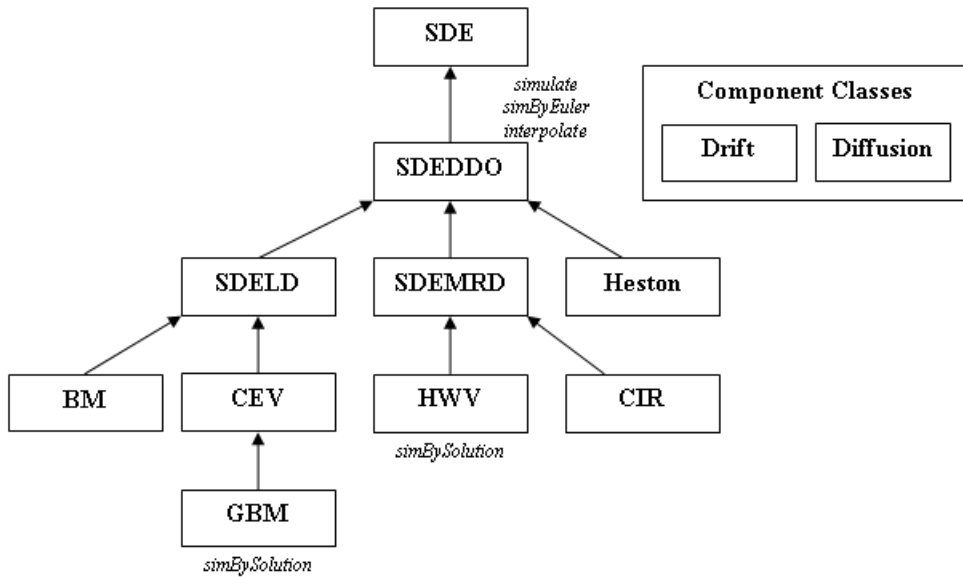 SDE
simulate
simByEuler
interpolate
Component Classes
Drift
Diffusion
SDEDDO
SDELD
SDEMRD
Heston
BM
CEV
HWV
CIR
simBySolution
GBM
simBySolution